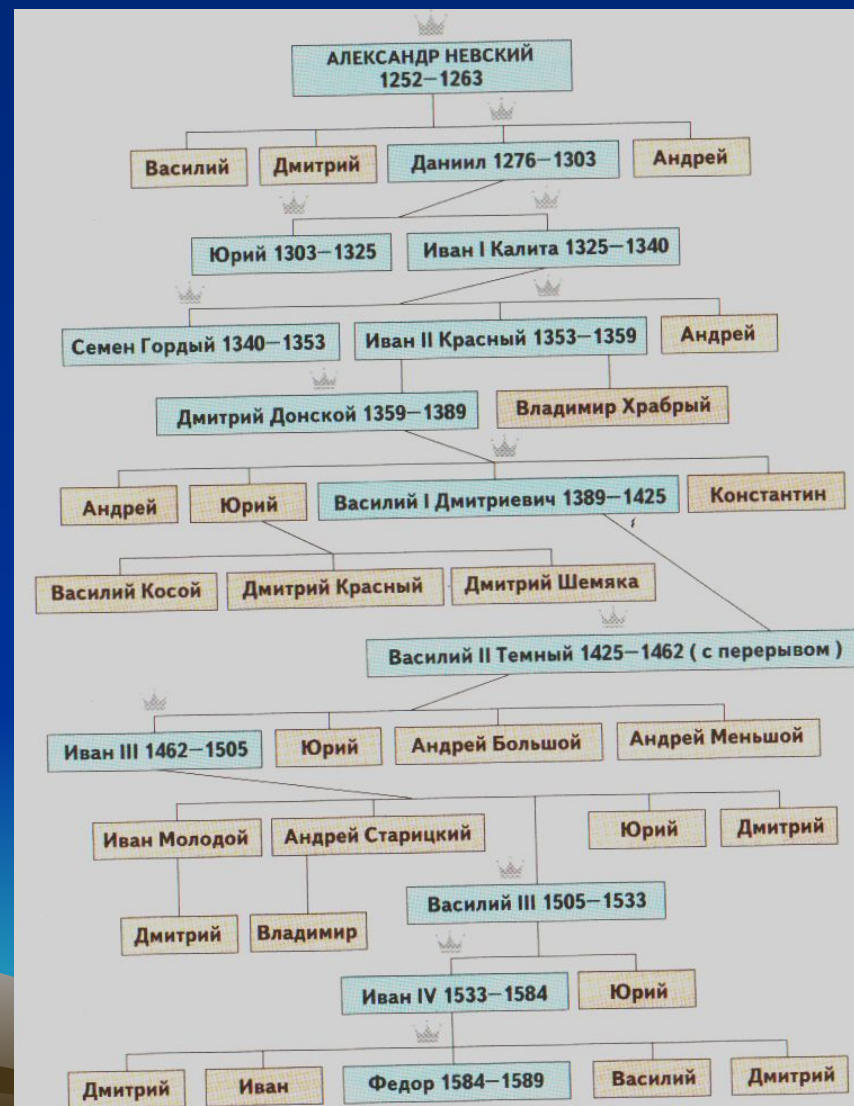 АЛЕКСАНДР НЕВСКИЙ
1252—1263
Василий
Дмитрий
Даниил 1276—1303
Андрей
Юрий 1303—1325
Иван I Калита 1325—1340
Семен Гордый 1340—1353
Иван II Красный 1353—1359
Андрей
Дмитрий Донской 1359—1389
Владимир Храбрый
Андрей
Юрий
Василий I Дмитриевич 1389—1425
Константин
Василий Косой
Дмитрий Красный
Дмитрий Шемяка
Василий II Темный 1425—1462 ( с перерывом )
Иван III 1462—1505
Юрий
Андрей Большой
Андрей Меньшой
Иван Молодой
Андрей Старицкий
Юрий
Дмитрий
Василий III 1505—1533
Дмитрий
Владимир
Иван IV 1533—1584
Юрий
Дмитрий
Иван
Федор 1584—1589
Василий
Дмитрий